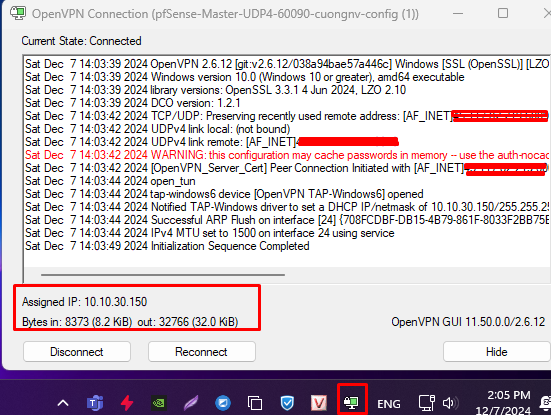 OpenVPN Connection (pfSense-Master-UDP4-60090-cuongnv-config (1))
Current State: Connected
Sat Dec 7 14:03:39 2024 OpenVPN 2.6.12 [git:v2.6.12/038a94bae57a446c] Windows [SSL (OpenSSL)] [LZO
Sat Dec 7 14:03:39 2024 Windows version 10.0 (Windows 10 or greater), amd64 executable
Sat Dec 7 14:03:39 2024 library versions: OpenSSL 3.3.1 4 Jun 2024, LZO 2.10
Sat Dec 7 14:03:39 2024 DCO version: 1.2.1
Sat Dec 7 14:03:42 2024 TCP/UDP: Preserving recently used remote address: [AF_INET]
Sat Dec 7 14:03:42 2024 UDPv4 link local: (not bound)
Sat Dec 7 14:03:42 2024 UDPv4 link remote: [AF_INET]
Sat Dec 7 14:03:42 2024 WARNING: this configuration may cache passwords in memory -- use the auth-nocac
Sat Dec 7 14:03:42 2024 [OpenVPN_Server_Cert] Peer Connection Initiated with [AF_INET]
Sat Dec 7 14:03:44 2024 open_tun
Sat Dec 7 14:03:44 2024 tap-windows6 device [OpenVPN TAP-Windows6] opened
Sat Dec 7 14:03:44 2024 Notified TAP-Windows driver to set a DHCP IP/netmask of 10.10.30.150/255.255.25
Sat Dec 7 14:03:44 2024 Successful ARP Flush on interface [24] {708FCDBF-DB15-4B79-861F-8033F2BB75E
Sat Dec 7 14:03:44 2024 IPv4 MTU set to 1500 on interface 24 using service
Sat Dec 7 14:03:49 2024 Initialization Sequence Completed
Assigned IP: 10.10.30.150
Bytes in: 8373 (8.2 KiB) out: 32766 (32.0 KiB)
OpenVPN GUI 11.50.0.0/2.6.12
Disconnect
Reconnect
Hide
ENG
2:05 PM
12/7/2024